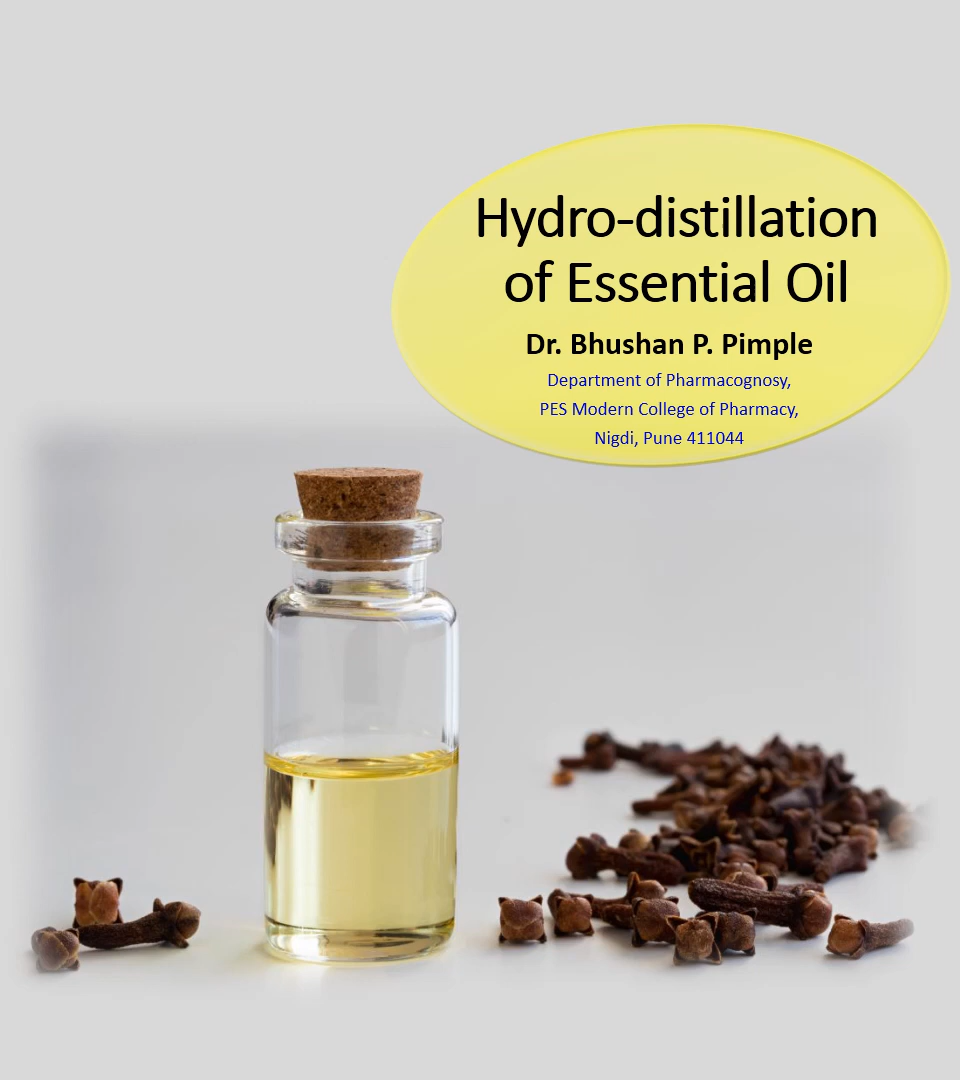 Hydro-distillation
of Essential Oil
Dr. Bhushan P. Pimple
Department of Pharmacognosy,
PES Modern College of Pharmacy,
Nigdi, Pune 411044